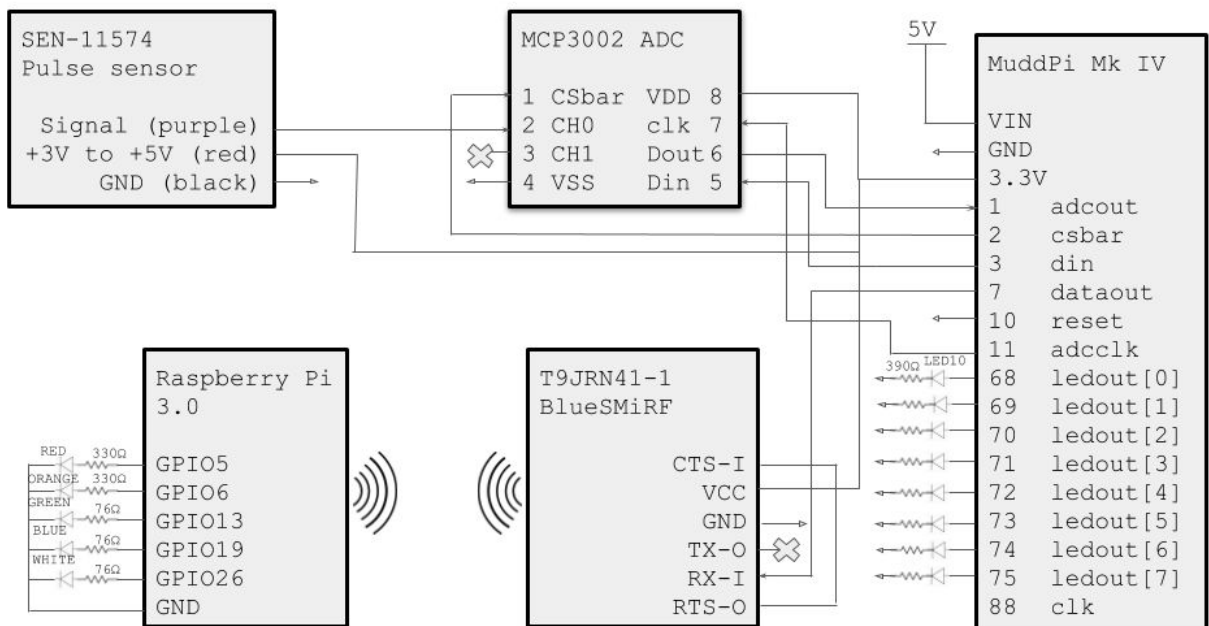 SEN-11574
Pulse sensor
Signal (purple)
+3V to +5V (red)
GND (black)
MCP3002 ADC
1 CSbar VDD 8
2 CH0 clk 7
3 CH1 Dout 6
4 VSS Din 5
5V
MuddPi Mk IV
VIN
GND
3.3V
1 adcout
2 csbar
3 din
7 dataout
10 reset
11 adcclk
390Ω LED10
68 ledout[0]
69 ledout[1]
70 ledout[2]
71 ledout[3]
72 ledout[4]
73 ledout[5]
74 ledout[6]
75 ledout[7]
88 clk
Raspberry Pi
3.0
RED 330Ω GPIO5
ORANGE 330Ω GPIO6
GREEN 76Ω GPIO13
BLUE 76Ω GPIO19
WHITE 76Ω GPIO26
GND
T9JRN41-1
BlueSMiRF
CTS-I
VCC
GND
TX-O
RX-I
RTS-O